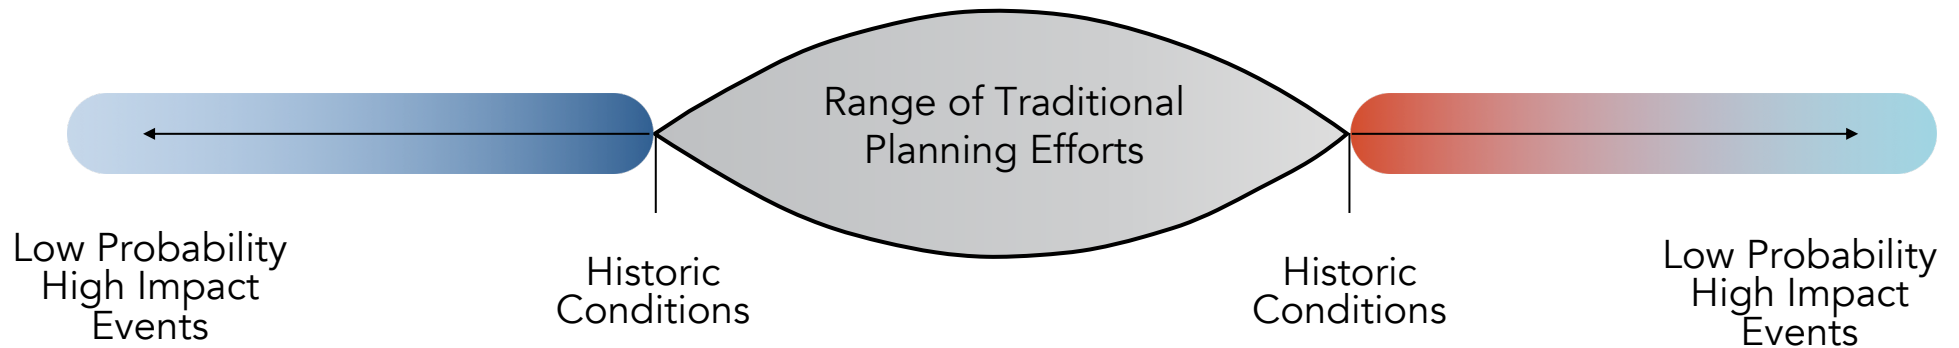 Range of Traditional
Planning Efforts
Low Probability
High Impact
Events
Historic
Conditions
Historic
Conditions
Low Probability
High Impact
Events